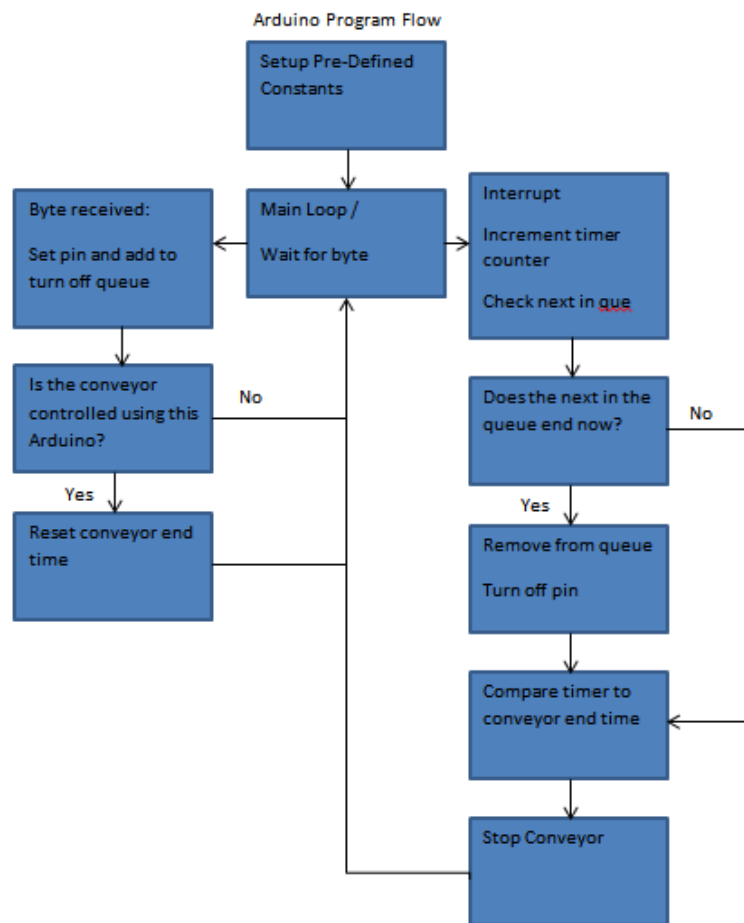 Arduino Program Flow
Setup Pre-Defined
Constants
Main Loop /
Wait for byte
Byte received:
Set pin and add to
turn off queue
Is the conveyor
controlled using this
Arduino?
No
Yes
Reset conveyor end
time
Interrupt
Increment timer
counter
Check next in que
Does the next in the
queue end now?
No
Yes
Remove from queue
Turn off pin
Compare timer to
conveyor end time
Stop Conveyor